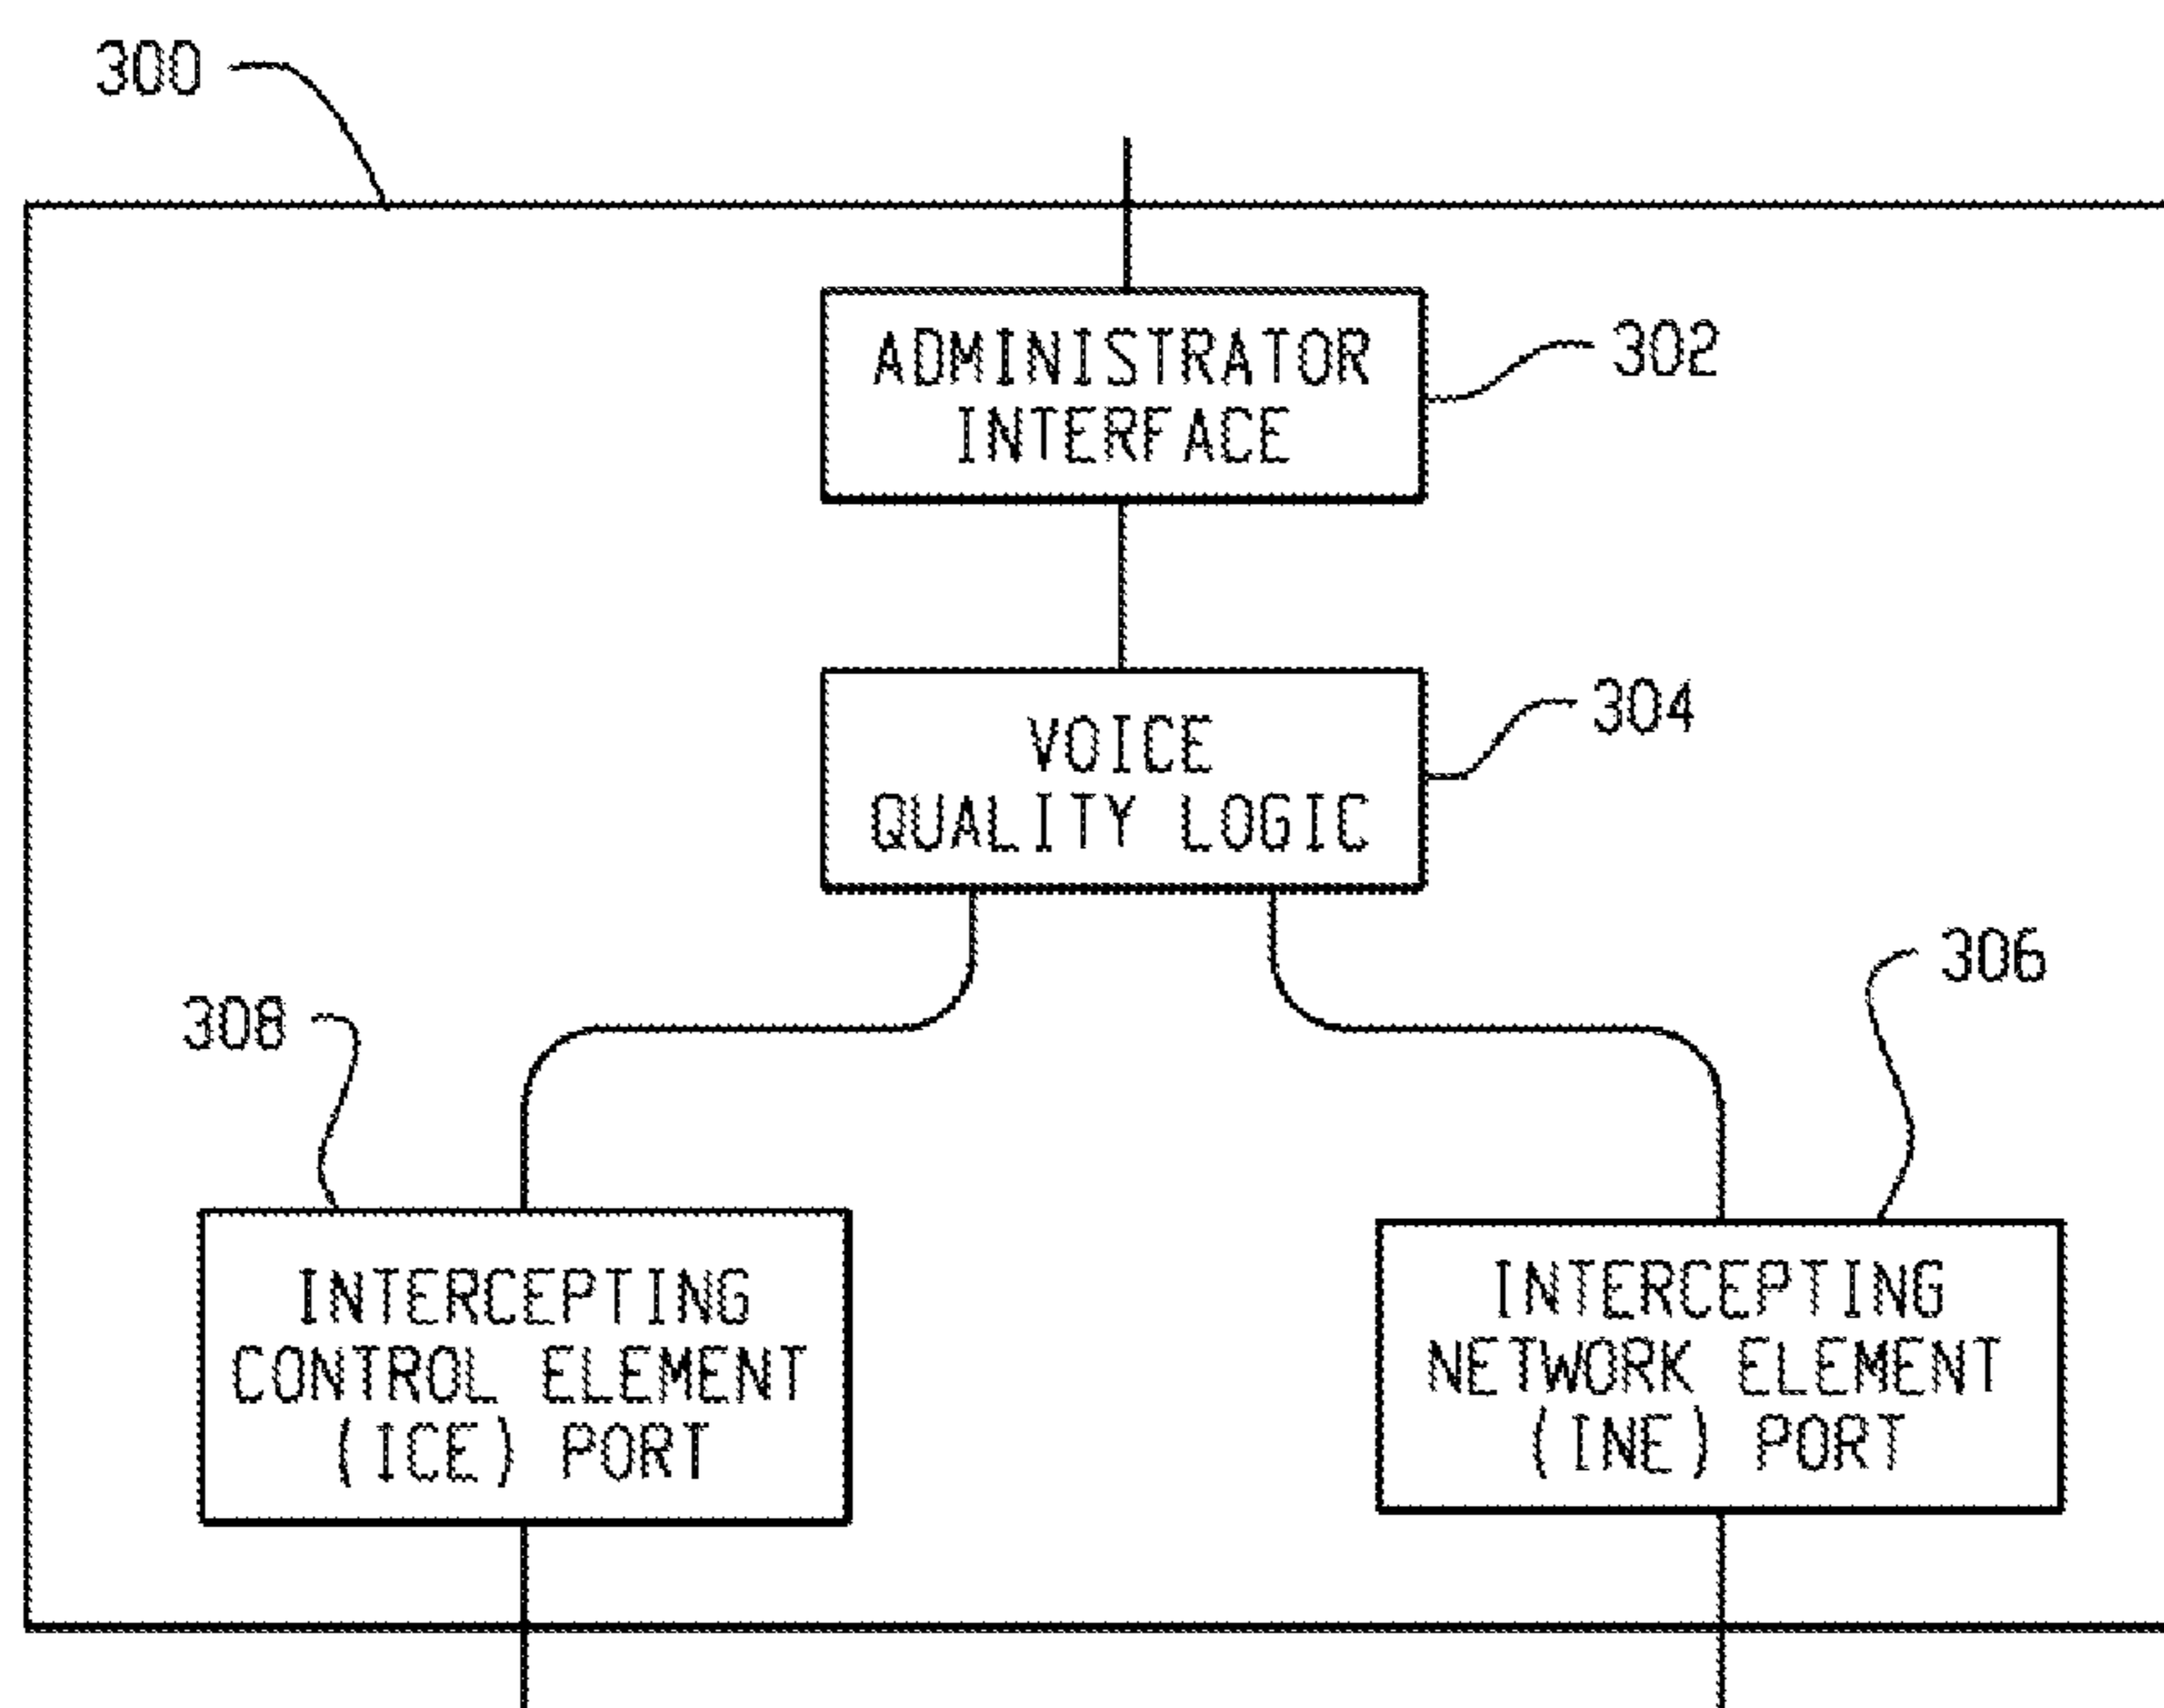 300
ADMINISTRATOR
INTERFACE
302
VOICE
QUALITY LOGIC
304
306
308
INTERCEPTING
CONTROL ELEMENT
(ICE) PORT
INTERCEPTING
NETWORK ELEMENT
(INE) PORT